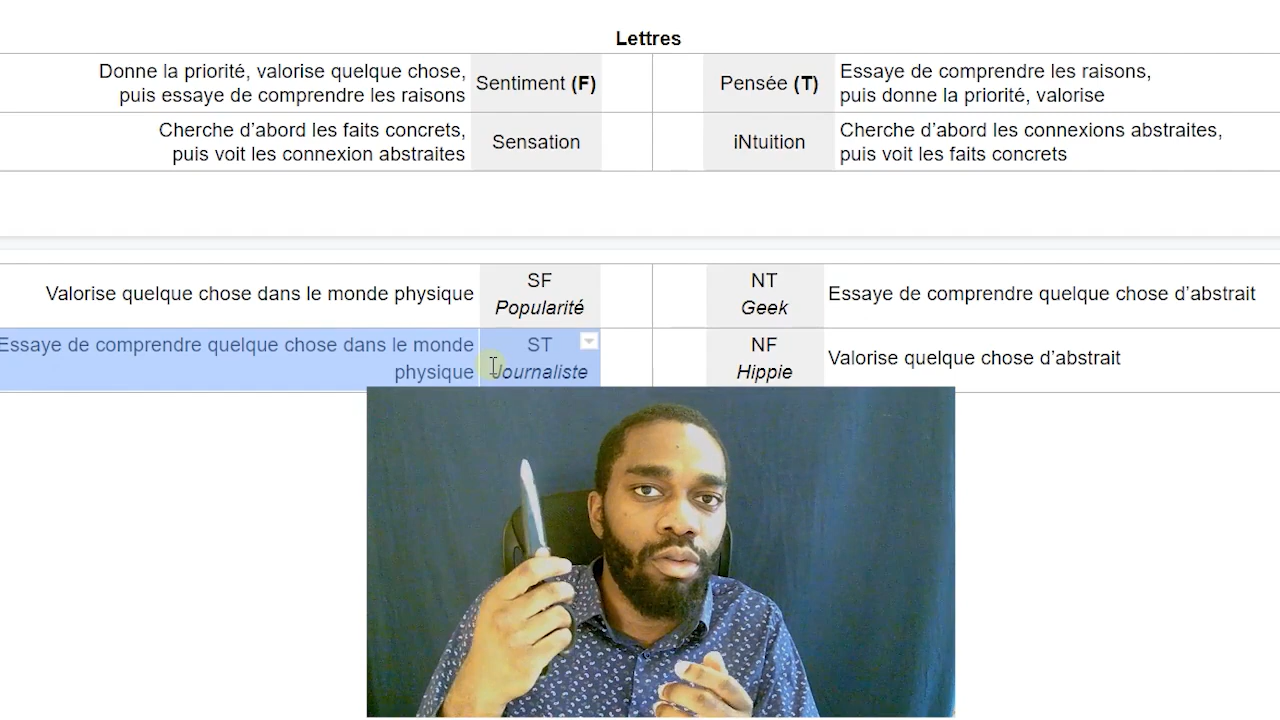 Lettres
Donne la priorité, valorise quelque chose,
puis essaye de comprendre les raisons
Sentiment (F)
Pensée (T)
Essaye de comprendre les raisons,
puis donne la priorité, valorise
Cherche d’abord les faits concrets,
puis voit les connexion abstraites
Sensation
iNtuition
Cherche d’abord les connexions abstraites,
puis voit les faits concrets
Valorise quelque chose dans le monde physique
SF
Popularité
NT
Geek
Essaye de comprendre quelque chose d’abstrait
Essaye de comprendre quelque chose dans le monde
physique
ST
Journaliste
NF
Hippie
Valorise quelque chose d’abstrait